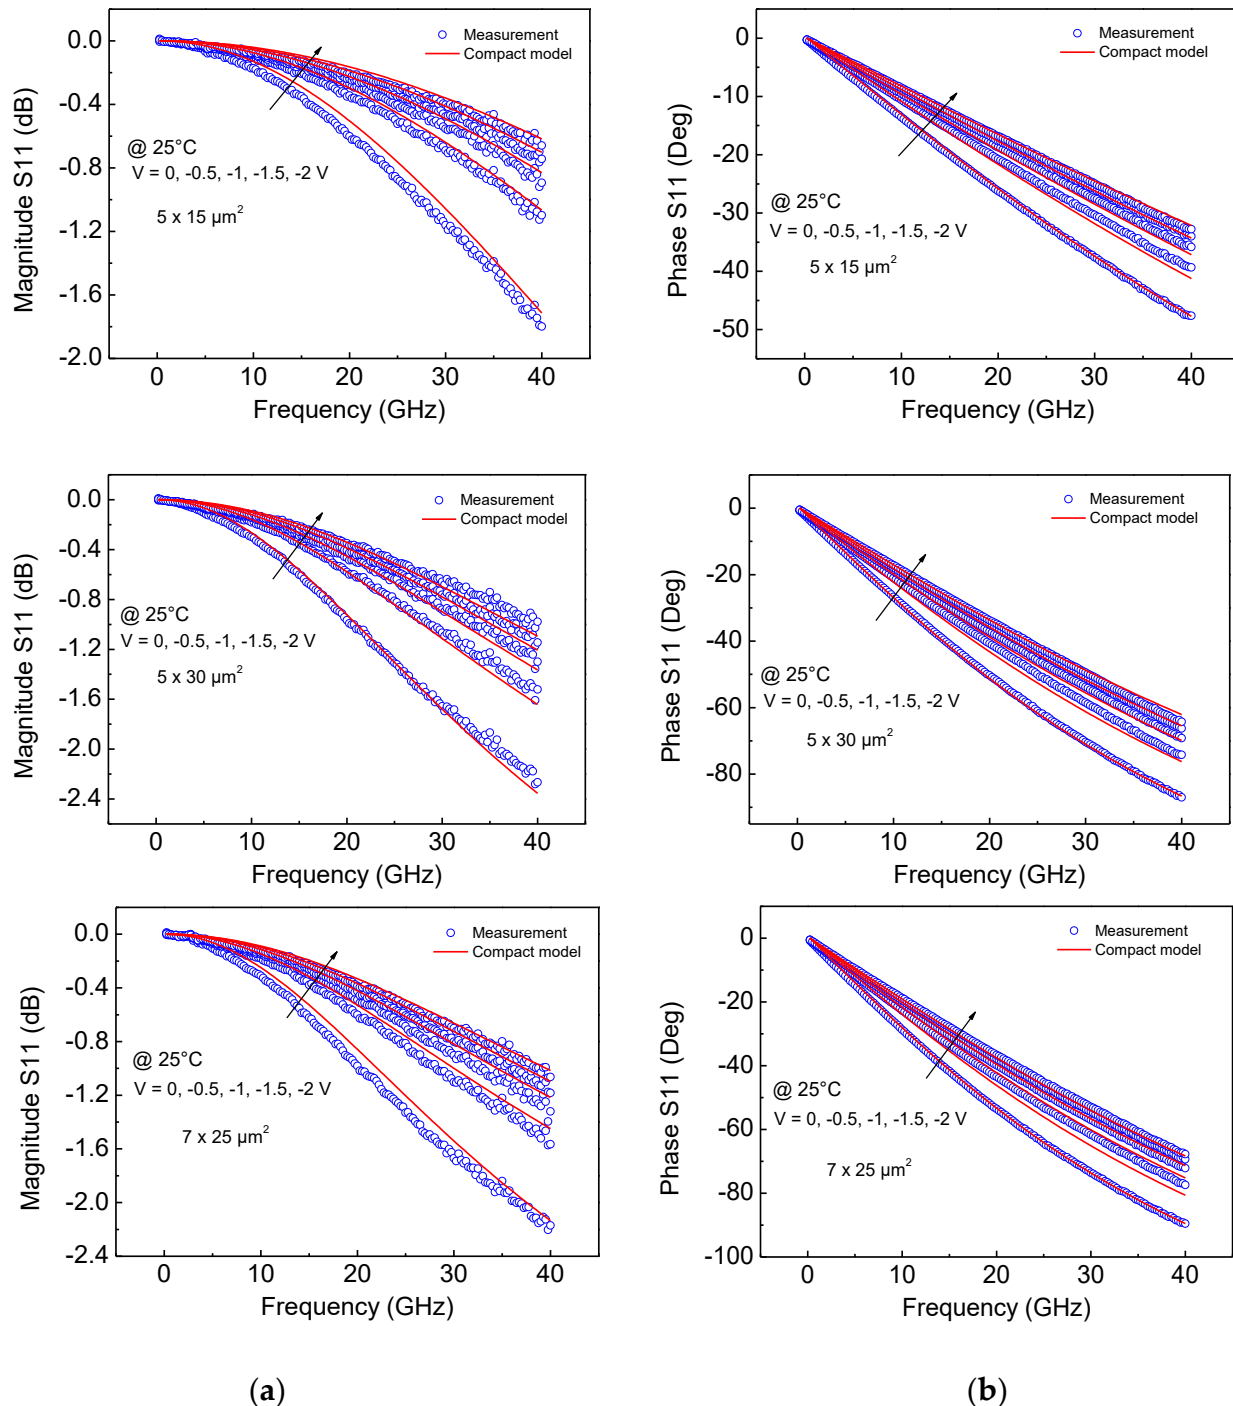 Measurement
Compact model
0.0
-0.4
-0.8
-1.2
-1.6
-2.0
Magnitude S11 (dB)
@ 25°C
V = 0, -0.5, -1, -1.5, -2 V
5 x 15 µm²
0
10
20
30
40
Frequency (GHz)
Measurement
Compact model
0
-10
-20
-30
-40
-50
Phase S11 (Deg)
@ 25°C
V = 0, -0.5, -1, -1.5, -2 V
5 x 15 µm²
0
10
20
30
40
Frequency (GHz)
Measurement
Compact model
0.0
-0.4
-0.8
-1.2
-1.6
-2.0
-2.4
Magnitude S11 (dB)
@ 25°C
V = 0, -0.5, -1, -1.5, -2 V
5 x 30 µm²
0
10
20
30
40
Frequency (GHz)
Measurement
Compact model
0
-20
-40
-60
-80
Phase S11 (Deg)
@ 25°C
V = 0, -0.5, -1, -1.5, -2 V
5 x 30 µm²
0
10
20
30
40
Frequency (GHz)
Measurement
Compact model
0.0
-0.4
-0.8
-1.2
-1.6
-2.0
-2.4
Magnitude S11 (dB)
@ 25°C
V = 0, -0.5, -1, -1.5, -2 V
7 x 25 µm²
0
10
20
30
40
Frequency (GHz)
Measurement
Compact model
0
-20
-40
-60
-80
-100
Phase S11 (Deg)
@ 25°C
V = 0, -0.5, -1, -1.5, -2 V
7 x 25 µm²
0
10
20
30
40
Frequency (GHz)
(a)
(b)